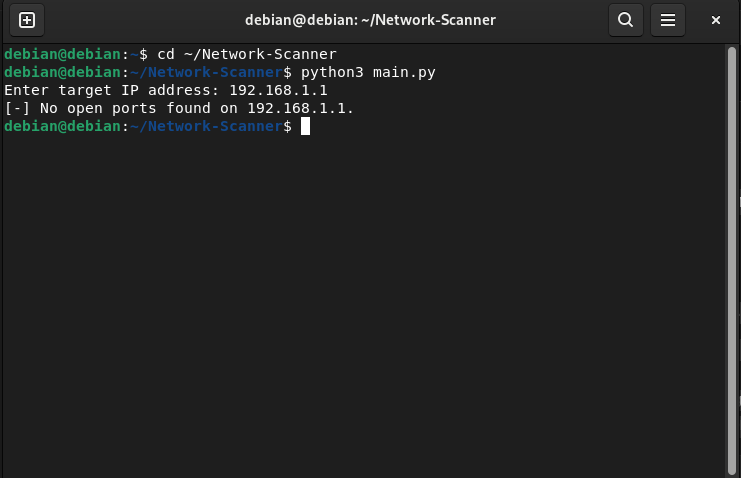 debian@debian: ~/Network-Scanner
debian@debian:~$ cd ~/Network-Scanner
debian@debian:~/Network-Scanner$ python3 main.py
Enter target IP address: 192.168.1.1
[-] No open ports found on 192.168.1.1.
debian@debian:~/Network-Scanner$